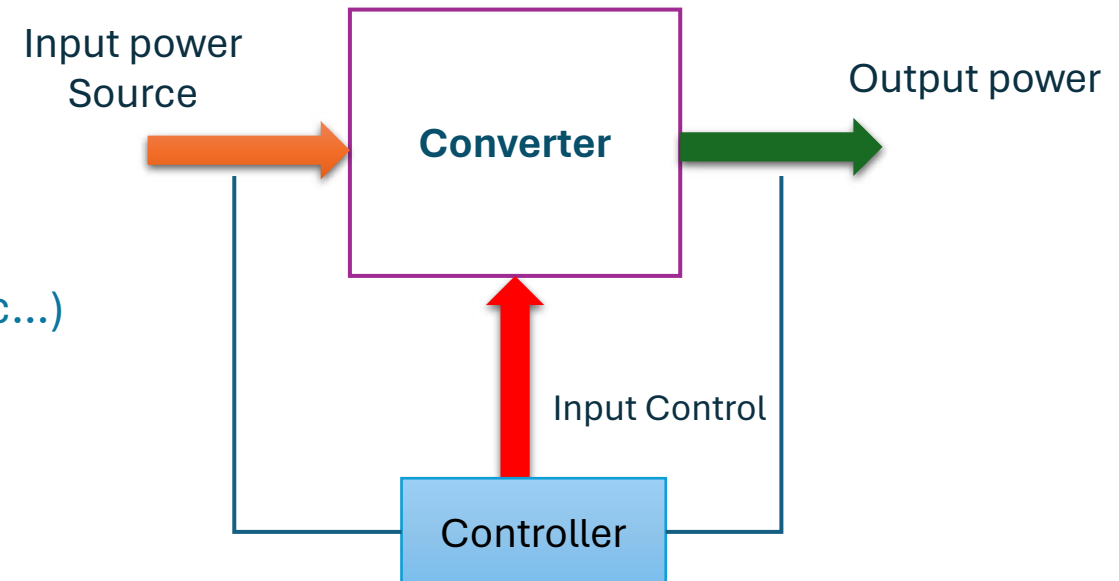 Input power
Source
Converter
Output power
c...)
Input Control
Controller